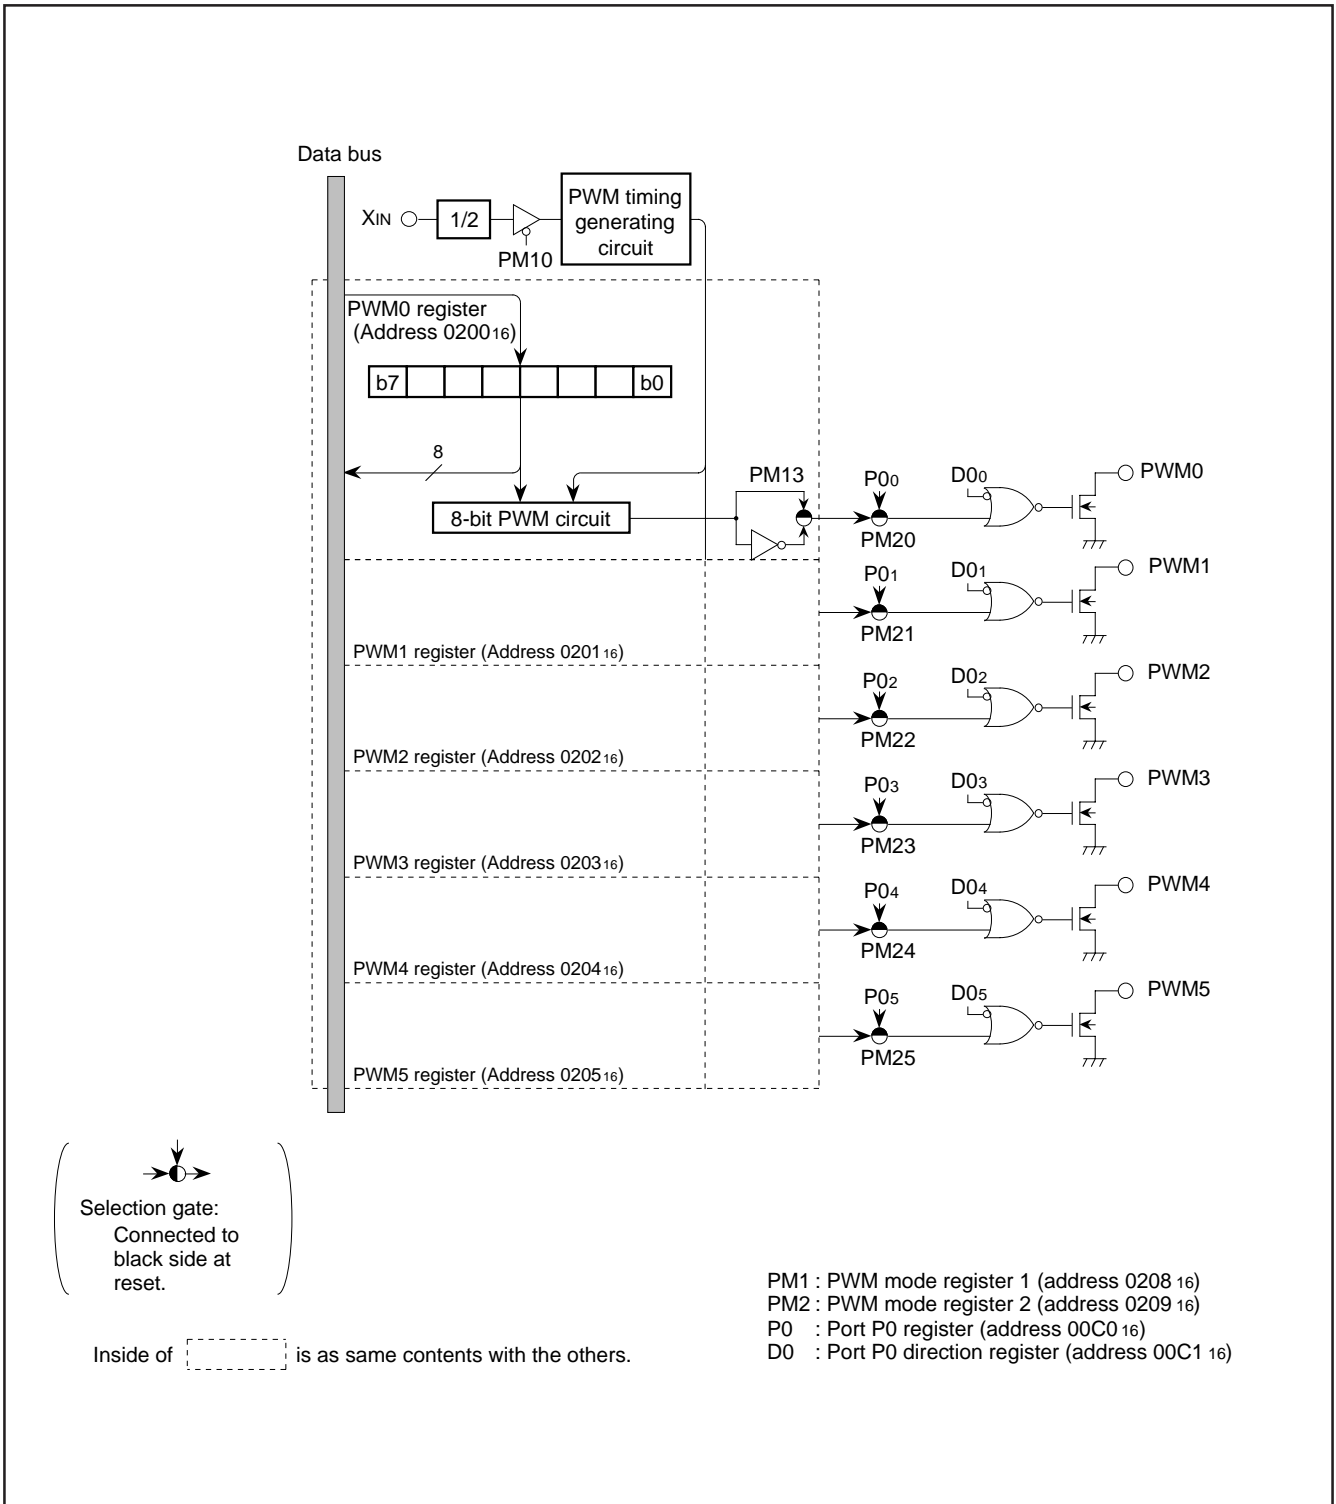 Data bus
XIN
1/2
PM10
PWM timing
generating
circuit
PWM0 register
(Address 020016)
b7
b0
8
8-bit PWM circuit
PM13
P00
PM20
D00
PWM0
P01
PM21
D01
PWM1
PWM1 register (Address 020116)
P02
PM22
D02
PWM2
PWM2 register (Address 020216)
P03
PM23
D03
PWM3
PWM3 register (Address 020316)
P04
PM24
D04
PWM4
PWM4 register (Address 020416)
P05
PM25
D05
PWM5
PWM5 register (Address 020516)
Selection gate:
Connected to
black side at
reset.
Inside of is as same contents with the others.
PM1 : PWM mode register 1 (address 0208 16)
PM2 : PWM mode register 2 (address 0209 16)
P0 : Port P0 register (address 00C0 16)
D0 : Port P0 direction register (address 00C1 16)